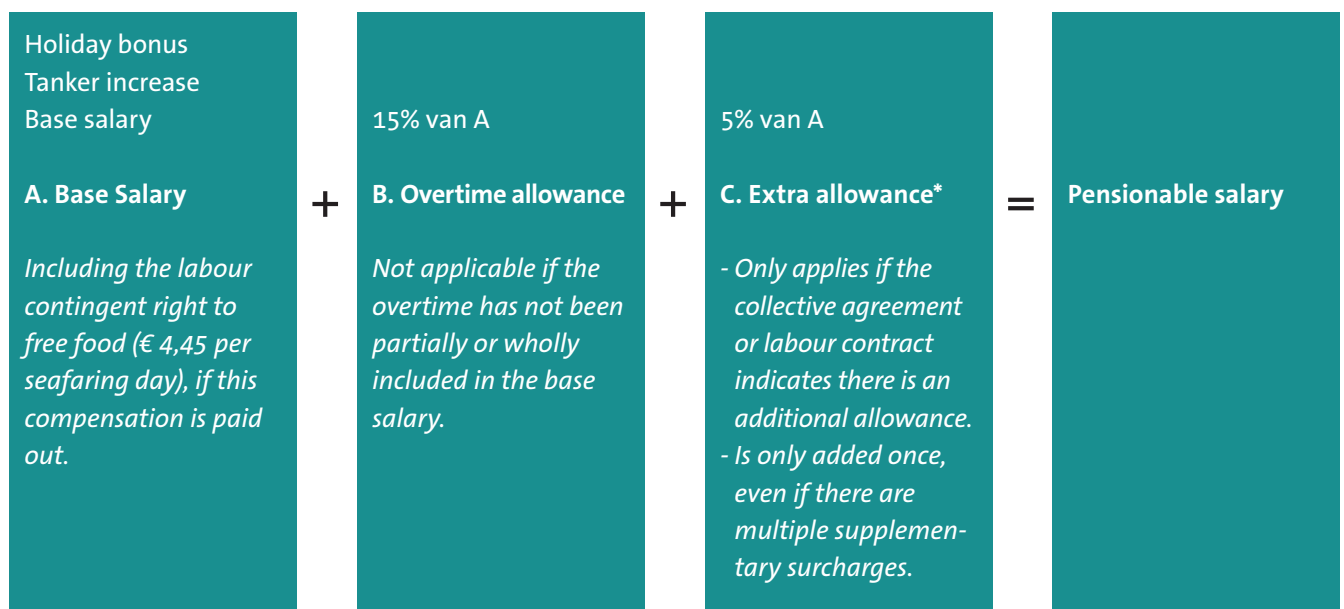 Holiday bonus
Tanker increase
Base salary
A. Base Salary
Including the labour
contingent right to
free food (€ 4,45 per
seafaring day), if this
compensation is paid
out.
+
15% van A
B. Overtime allowance
Not applicable if the
overtime has not been
partially or wholly
included in the base
salary.
+
5% van A
C. Extra allowance*
- Only applies if the
collective agreement
or labour contract
indicates there is an
additional allowance.
- Is only added once,
even if there are
multiple supplemen-
tary surcharges.
=
Pensionable salary